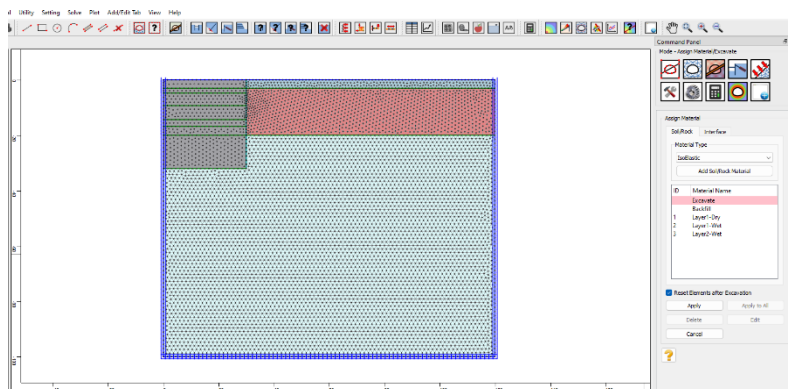 Utility Setting Solve Plot Add/Edit Tab View Help
Command Panel
Mode - Assign Material/Excavate
Assign Material
Soil/Rock Interface
Material Type
IsoElastic
Add Soil/Rock Material
ID Material Name
Excavate
Backfill
1 Layer1-Dry
2 Layer1-Wet
3 Layer2-Wet
Reset Elements after Excavation
Apply Apply to All
Delete Edit
Cancel